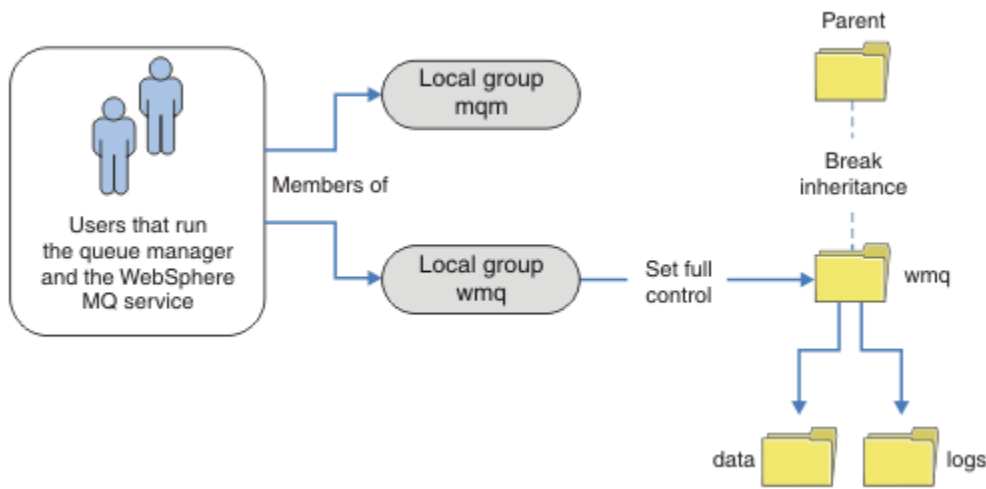 Parent
Local group
mqm
Break
inheritance
Members of
Users that run
the queue manager
and the WebSphere
MQ service
Local group
wmq
Set full
control
wmq
data
logs